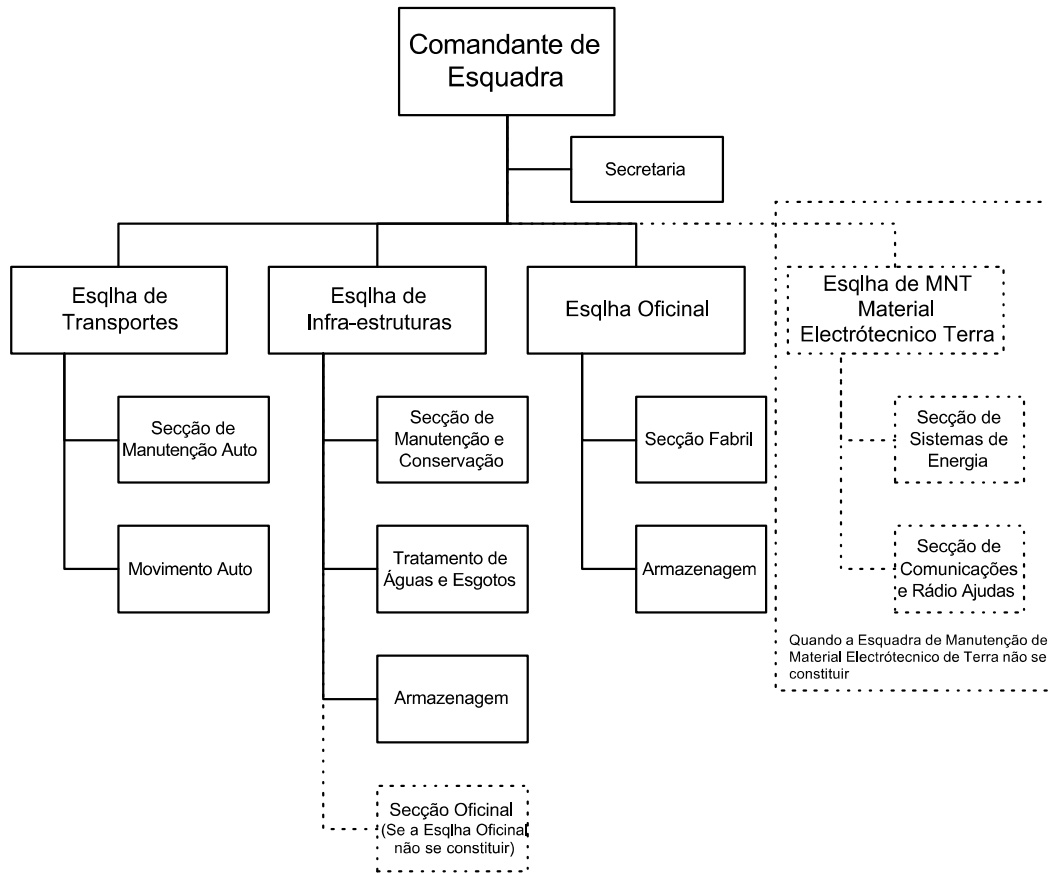 Comandante de
Esquadra
Secretaria
Esqlha de
Transportes
Esqlha de
Infra-estruturas
Esqlha Oficinal
Esqlha de MNT
Material
Electrótecnico Terra
Secção de
Manutenção Auto
Secção de
Manutenção e
Conservação
Secção Fabril
Secção de
Sistemas de
Energia
Movimento Auto
Tratamento de
Águas e Esgotos
Armazenagem
Secção de
Comunicações
e Rádio Ajudas
Quando a Esquadra de Manutenção de
Material Electrótecnico de Terra não se
constituir
Armazenagem
Secção Oficinal
(Se a Esqlha Oficinal
não se constituir)